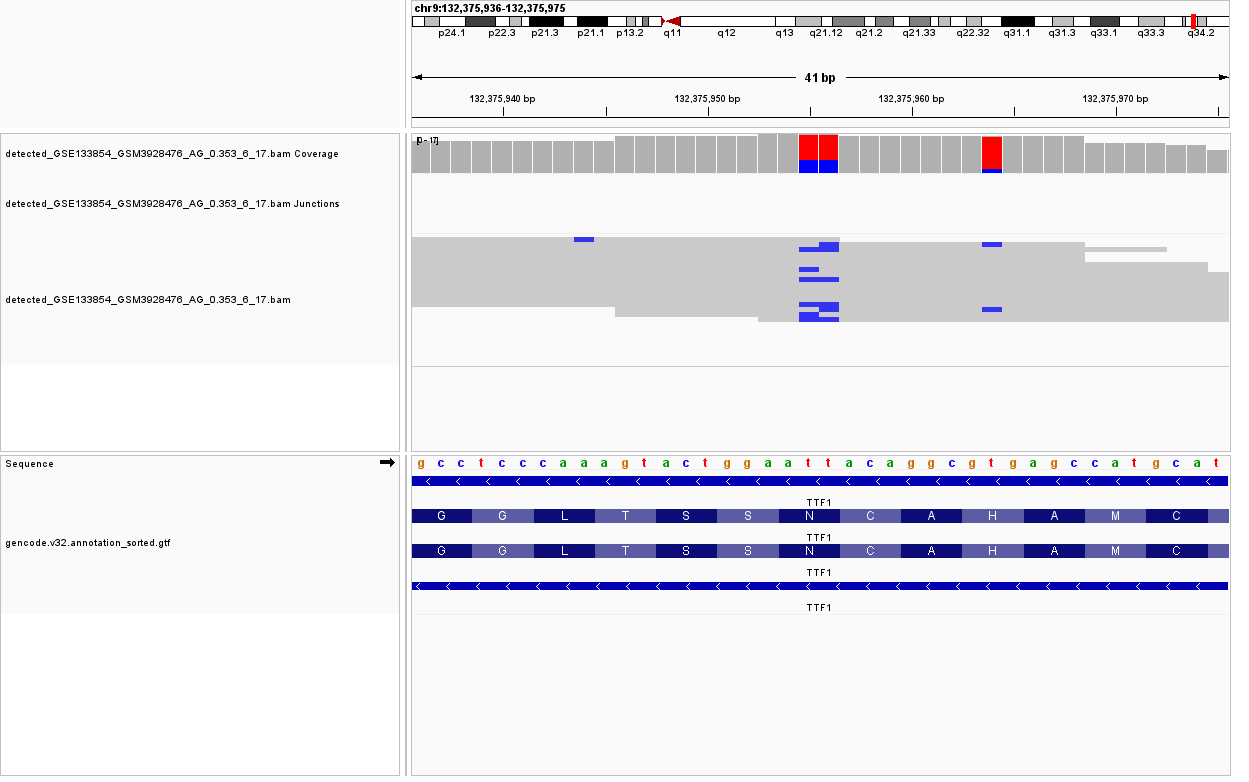 chr9:132,375,936-132,375,975
p24.1 p22.3 p21.3 p21.1 p13.2 q11 q12 q13 q21.12 q21.2 q21.33 q22.32 q31.1 q31.3 q33.1 q33.3 q34.2
41 bp
132,375,940 bp 132,375,950 bp 132,375,960 bp 132,375,970 bp
[0 - 17]
detected_GSE133854_GSM3928476_AG_0.353_6_17.bam Coverage
detected_GSE133854_GSM3928476_AG_0.353_6_17.bam Junctions
detected_GSE133854_GSM3928476_AG_0.353_6_17.bam
Sequence
g c c t c c c a a a g t a c t g g a a t t a c a g g c g t g a g c c a t g c a t
TTF1
G G L T S S N C A H A M C
TTF1
gencode.v32.annotation_sorted.gtf
G G L T S S N C A H A M C
TTF1
TTF1